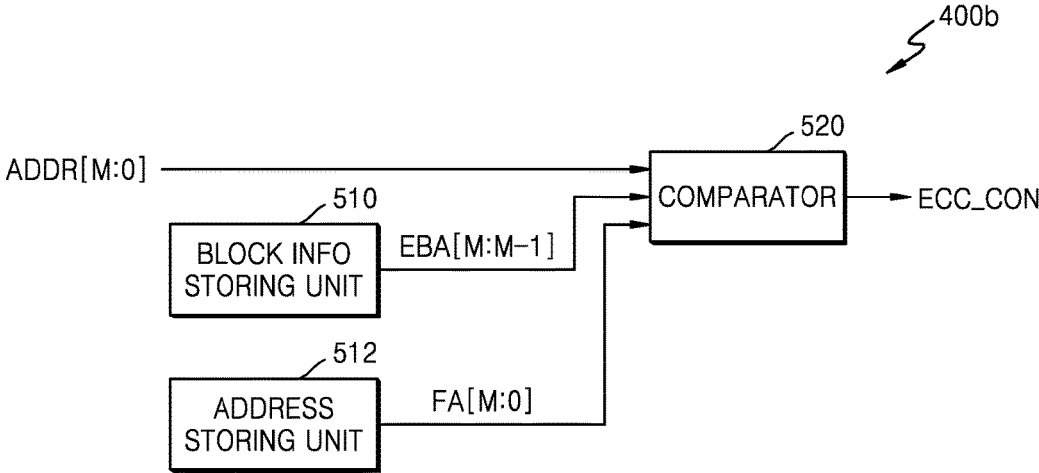 400b
520
ADDR[M:0]
COMPARATOR
ECC_CON
510
BLOCK INFO
STORING UNIT
EBA[M:M-1]
512
ADDRESS
STORING UNIT
FA[M:0]